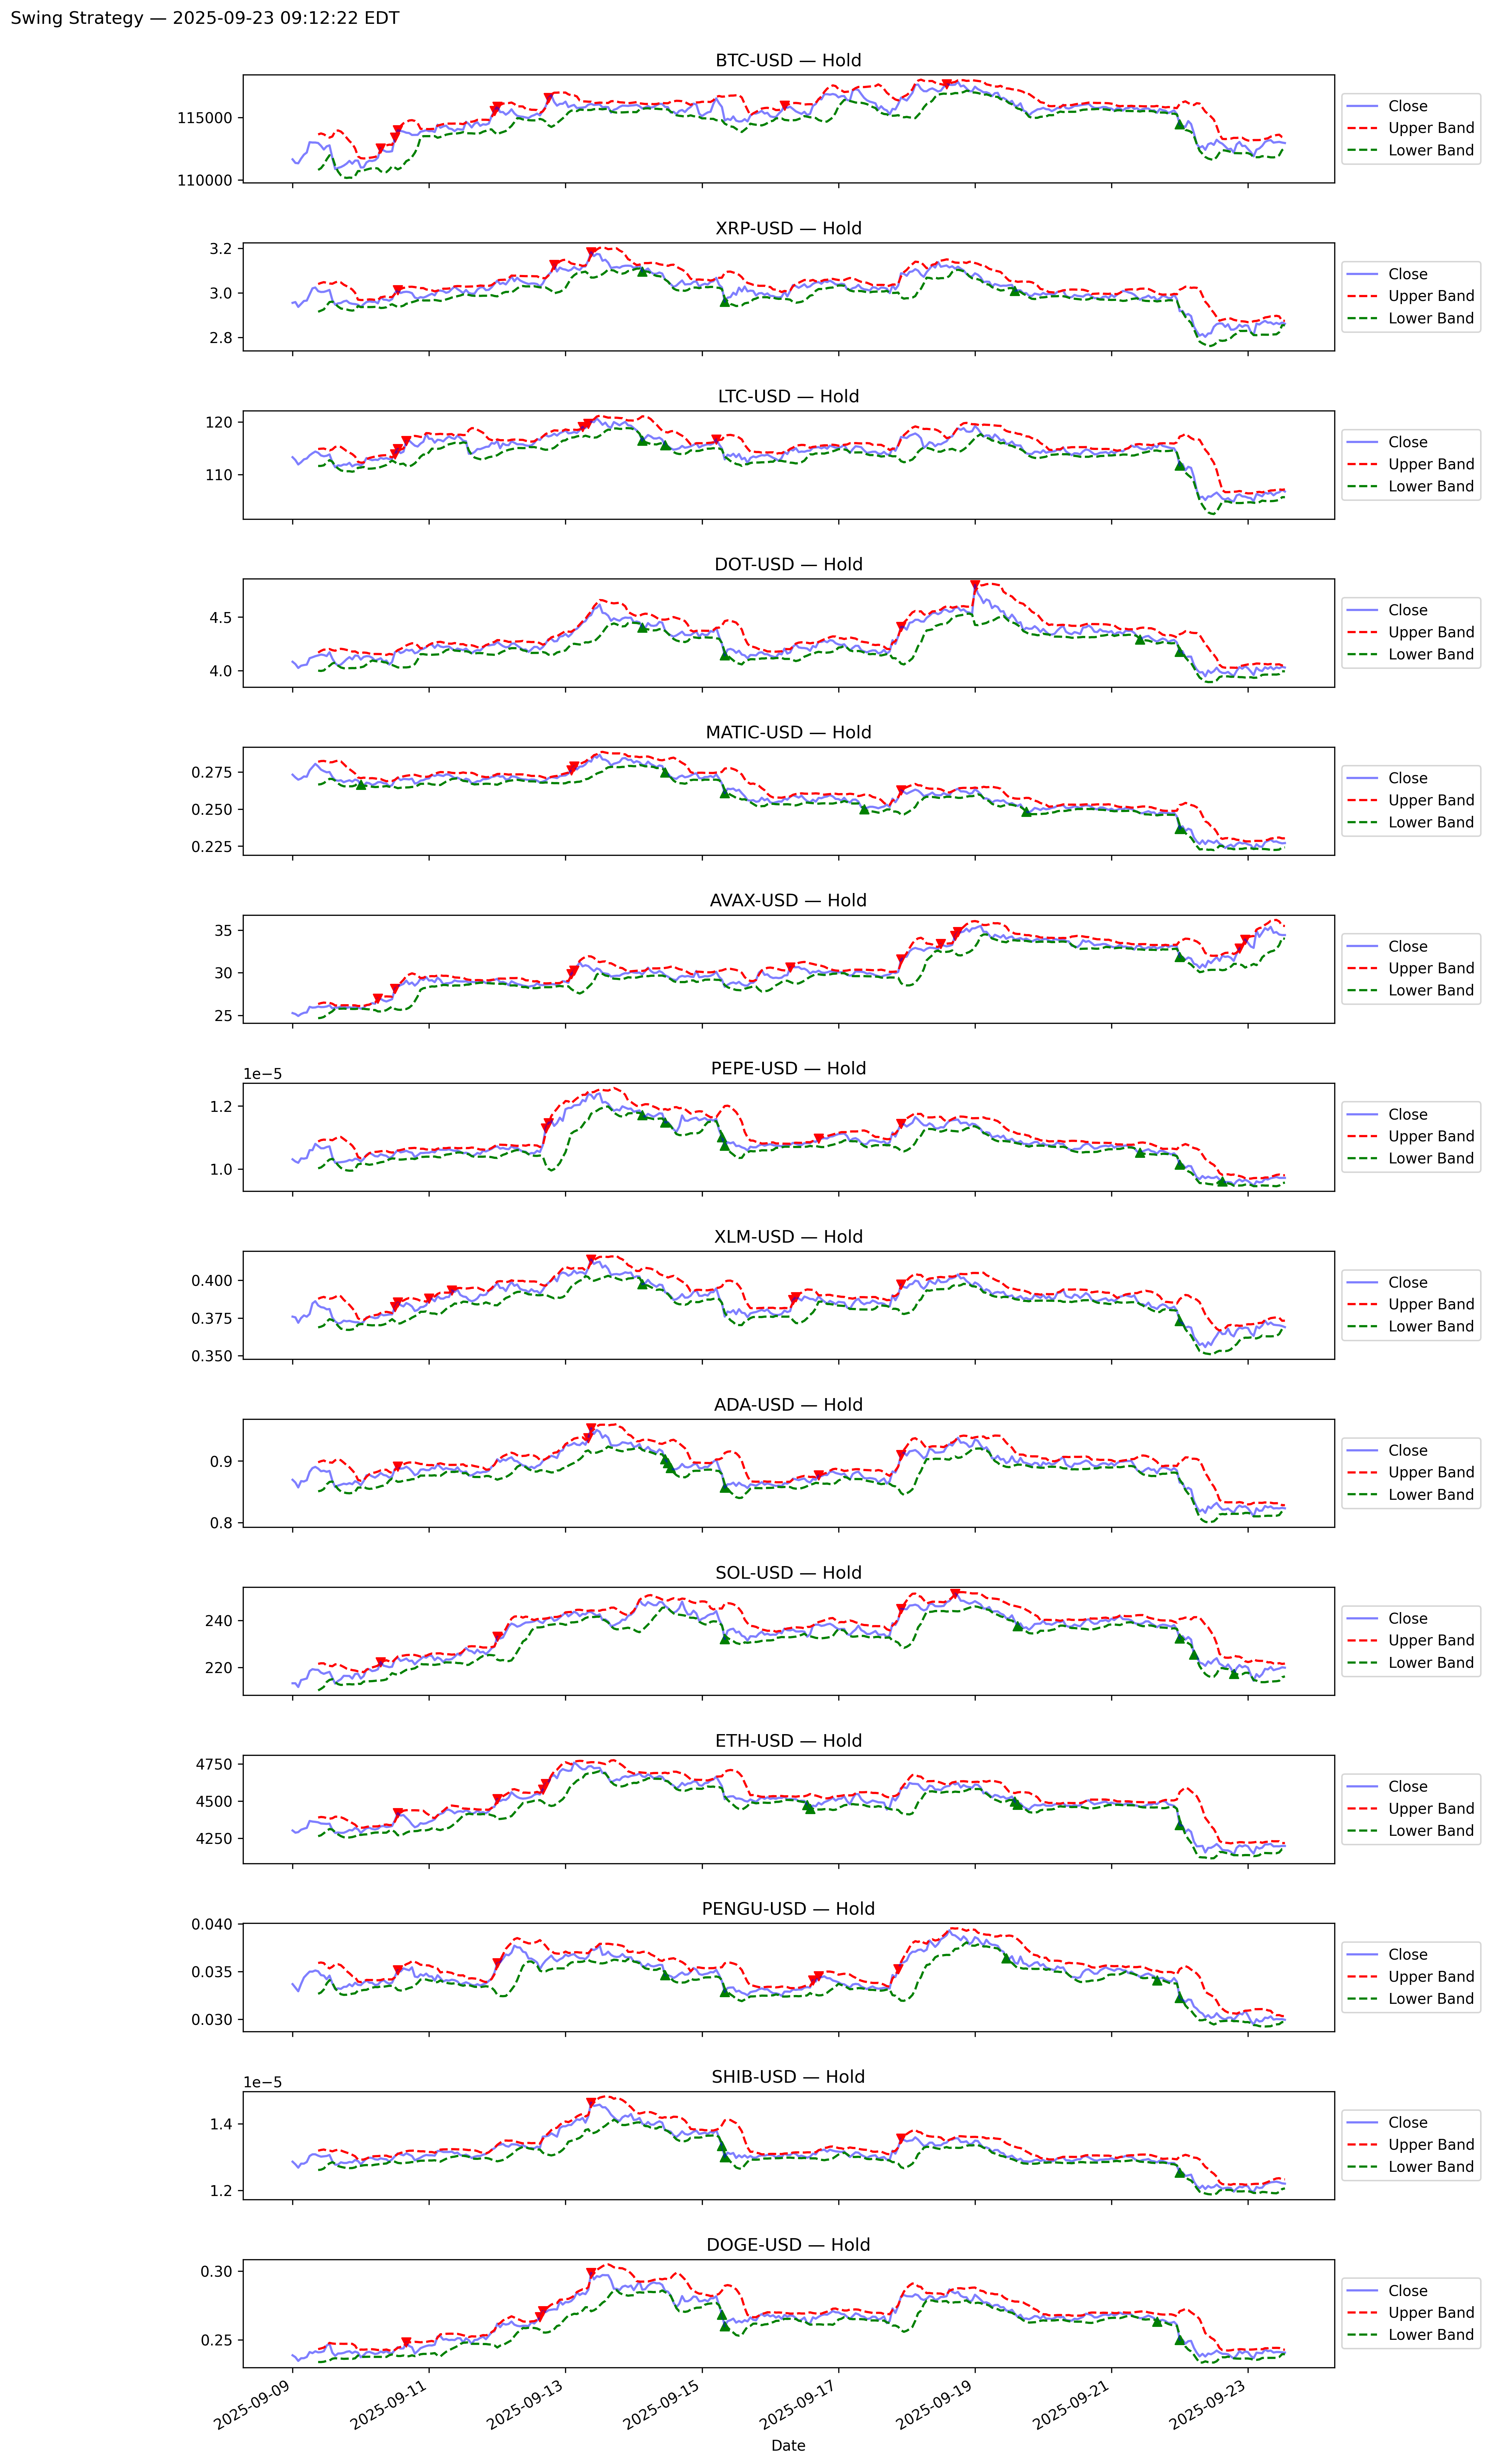 Swing Strategy — 2025-09-23 09:12:22 EDT
BTC-USD — Hold
115000
110000
Close
Upper Band
Lower Band
XRP-USD — Hold
3.2
3.0
2.8
Close
Upper Band
Lower Band
LTC-USD — Hold
120
110
Close
Upper Band
Lower Band
DOT-USD — Hold
4.5
4.0
Close
Upper Band
Lower Band
MATIC-USD — Hold
0.275
0.250
0.225
Close
Upper Band
Lower Band
AVAX-USD — Hold
35
30
25
Close
Upper Band
Lower Band
PEPE-USD — Hold
1e−5
1.2
1.0
Close
Upper Band
Lower Band
XLM-USD — Hold
0.400
0.375
0.350
Close
Upper Band
Lower Band
ADA-USD — Hold
0.9
0.8
Close
Upper Band
Lower Band
SOL-USD — Hold
240
220
Close
Upper Band
Lower Band
ETH-USD — Hold
4750
4500
4250
Close
Upper Band
Lower Band
PENGU-USD — Hold
0.040
0.035
0.030
Close
Upper Band
Lower Band
SHIB-USD — Hold
1e−5
1.4
1.2
Close
Upper Band
Lower Band
DOGE-USD — Hold
0.30
0.25
Close
Upper Band
Lower Band
2025-09-09
2025-09-11
2025-09-13
2025-09-15
2025-09-17
2025-09-19
2025-09-21
2025-09-23
Date